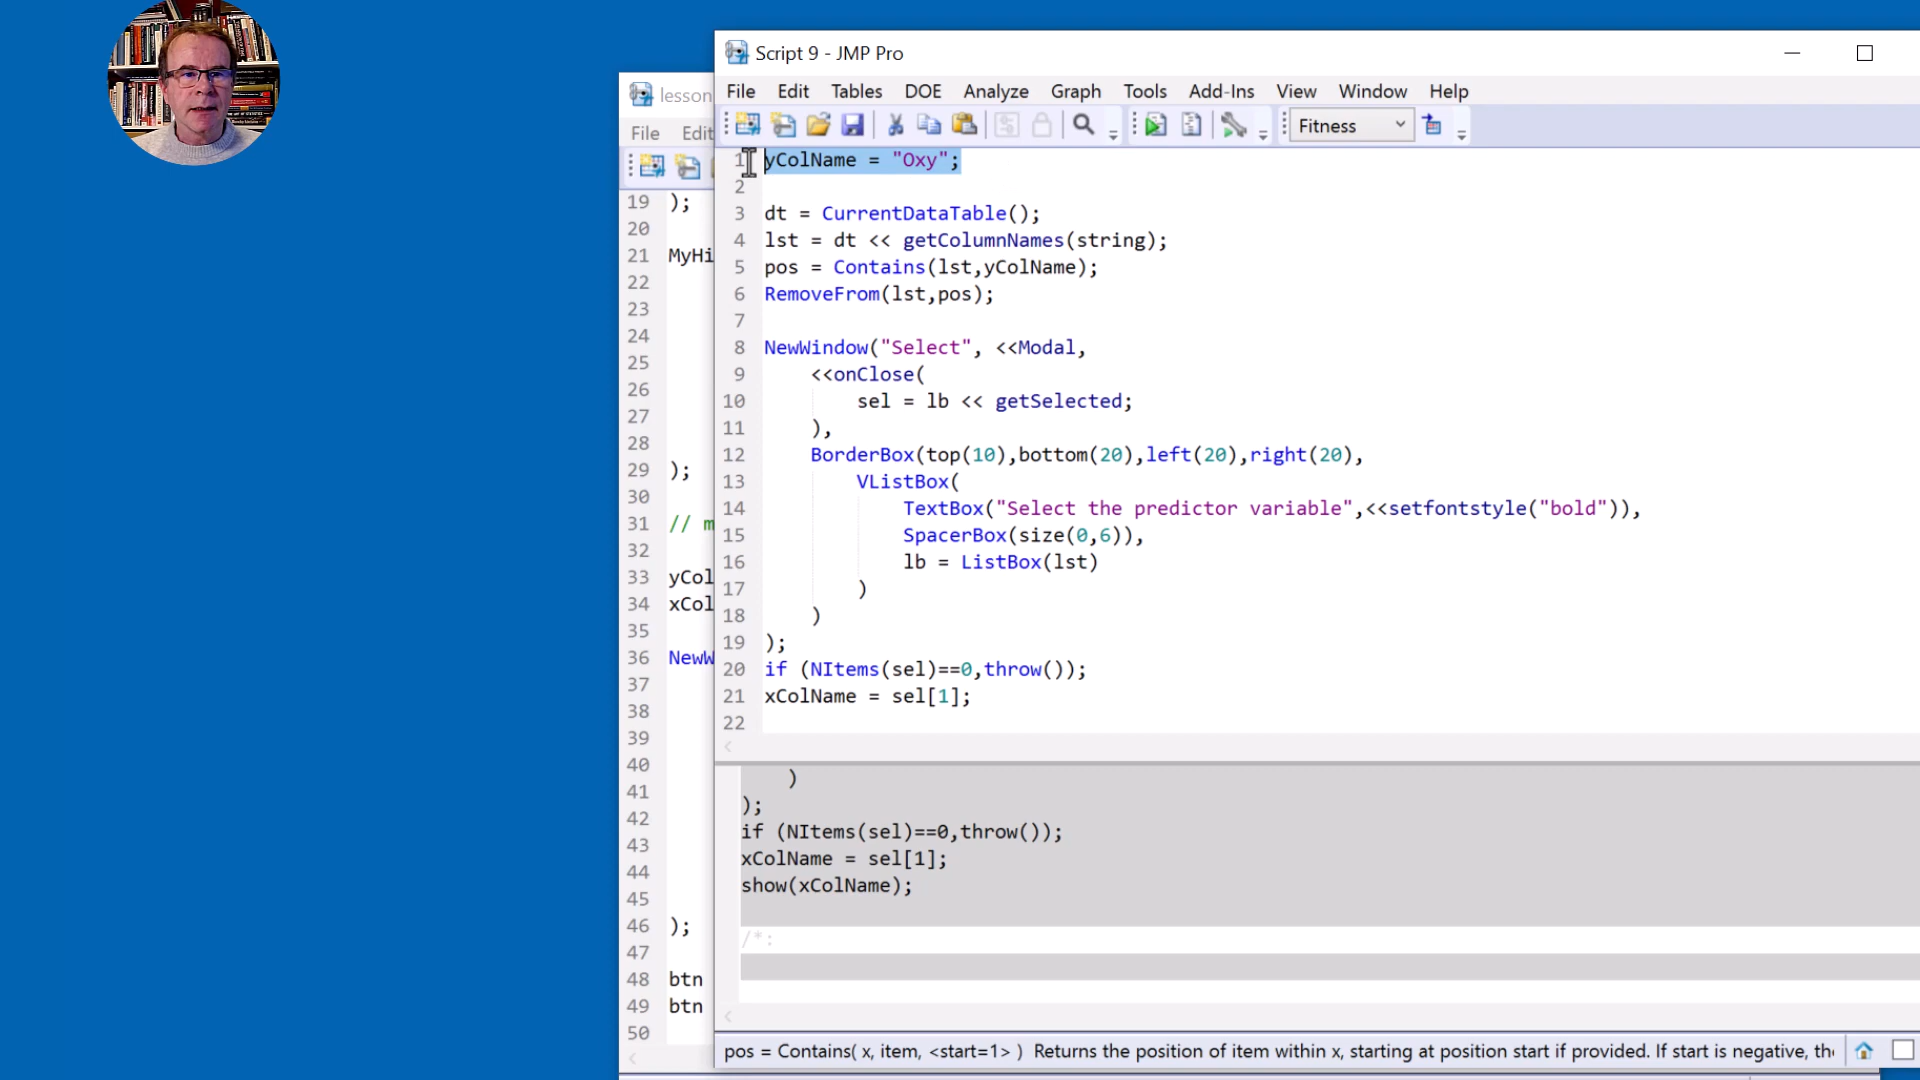 Script 9 - JMP Pro
File Edit Tables DOE Analyze Graph Tools Add-Ins View Window Help
Fitness
1 yColName = "Oxy";
2
3 dt = CurrentDataTable();
4 lst = dt << getColumnNames(string);
5 pos = Contains(lst,yColName);
6 RemoveFrom(lst,pos);
7
8 NewWindow("Select", <<Modal,
9 <<onClose(
10 sel = lb << getSelected;
11 ),
12 BorderBox(top(10),bottom(20),left(20),right(20),
13 VListBox(
14 TextBox("Select the predictor variable",<<setfontstyle("bold")),
15 SpacerBox(size(0,6)),
16 lb = ListBox(lst)
17 )
18 )
19 );
20 if (NItems(sel)==0,throw());
21 xColName = sel[1];
22
)
);
if (NItems(sel)==0,throw());
xColName = sel[1];
show(xColName);
/*:
pos = Contains( x, item, <start=1> ) Returns the position of item within x, starting at position start if provided. If start is negative, th
lesson
File Edit
19 );
20
21 MyHi
22
23
24
25
26
27
28
29 );
30
31 // m
32
33 yCol
34 xCol
35
36 NewW
37
38
39
40
41
42
43
44
45
46 );
47
48 btn
49 btn
50